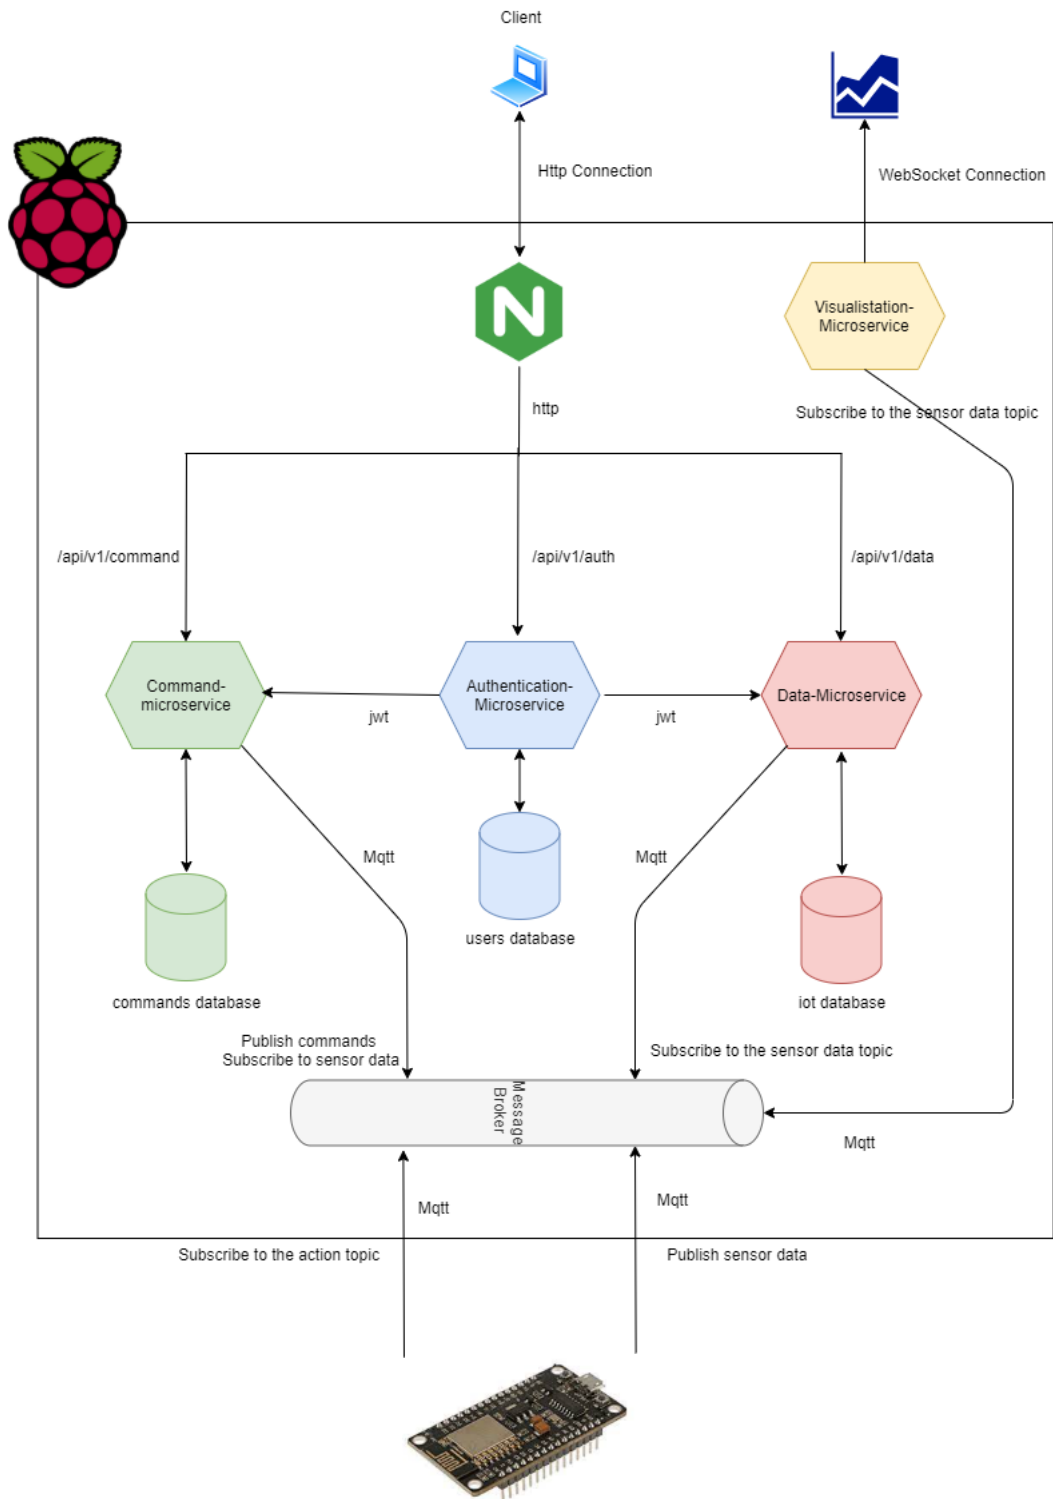 Client
Http Connection
WebSocket Connection
N
Visualistation-
Microservice
http
Subscribe to the sensor data topic
/api/v1/command
/api/v1/auth
/api/v1/data
Command-
microservice
Authentication-
Microservice
Data-Microservice
jwt
jwt
Mqtt
Mqtt
users database
commands database
iot database
Publish commands
Subscribe to sensor data
Subscribe to the sensor data topic
Message
Broker
Mqtt
Mqtt
Mqtt
Subscribe to the action topic
Publish sensor data